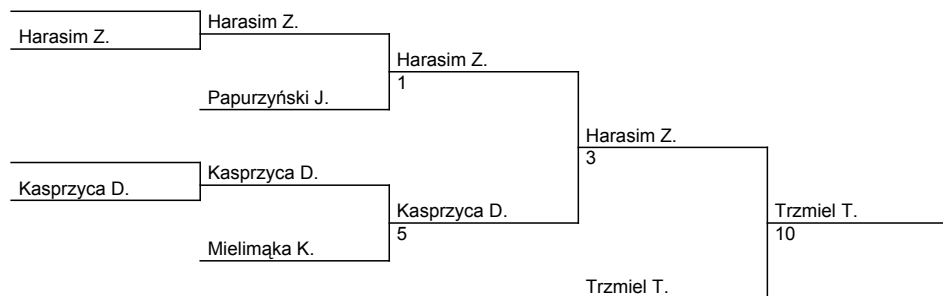 Harasim Z.
Harasim Z.
Harasim Z.
1
Papurzyński J.
Harasim Z.
3
Kasprzyca D.
Kasprzyca D.
Kasprzyca D.
5
Mielimąka K.
Trzmiel T.
10
Trzmiel T.